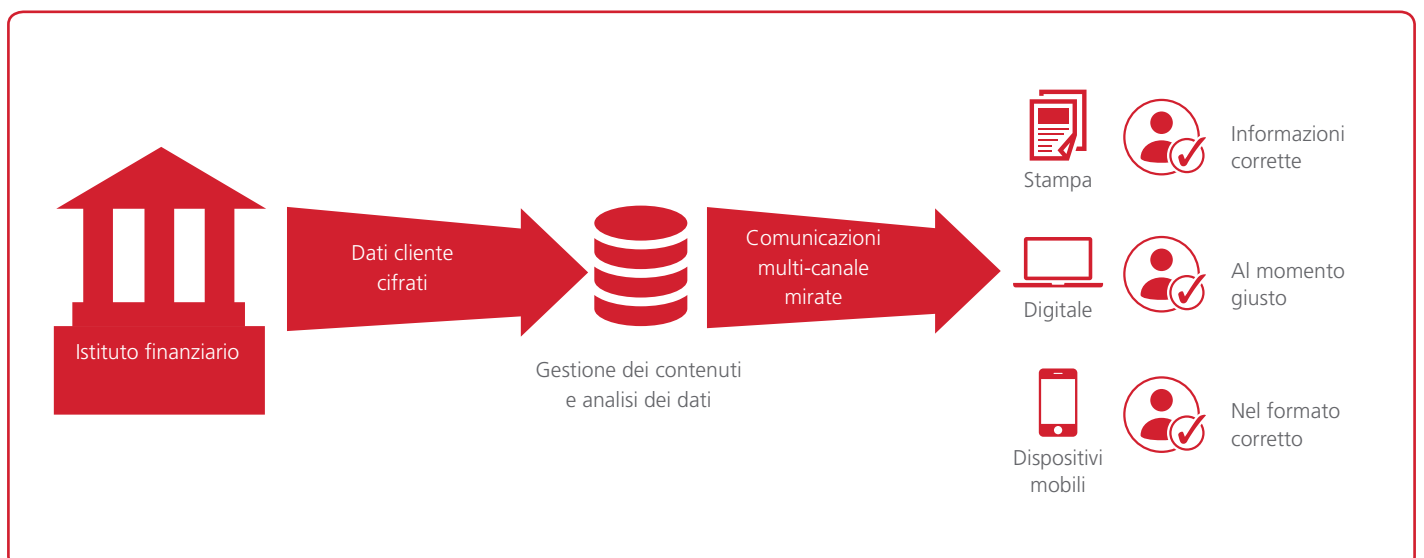 Istituto finanziario
Dati cliente
cifrati
Gestione dei contenuti
e analisi dei dati
Comunicazioni
multi-canale
mirate
Stampa
Informazioni
corrette
Digitale
Al momento
giusto
Dispositivi
mobili
Nel formato
corretto